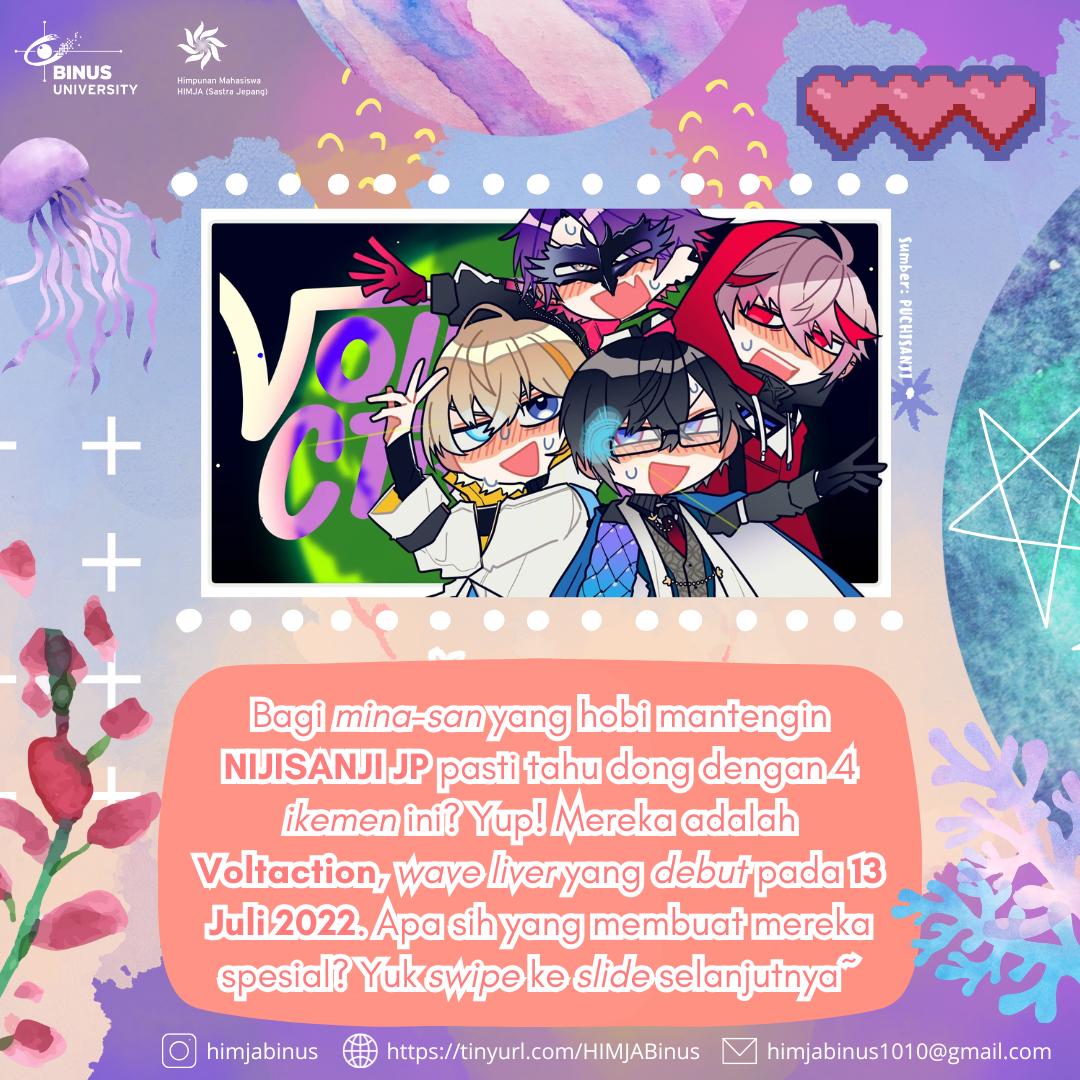 BINUS
UNIVERSITY
Himpunan Mahasiswa
HIMJA (Sastra Jepang)
Sumber: PUCHISANJI
VOL
CT
Bagi mina-san yang hobi mantengin
NIJISANJI JP pasti tahu dong dengan 4
ikemen ini? Yup! Mereka adalah
Voltaction, wave liver yang debut pada 13
Juli 2022. Apa sih yang membuat mereka
spesial? Yuk swipe ke slide selanjutnya~
himjabinus
https://tinyurl.com/HIMJABinus
himjabinus1010@gmail.com